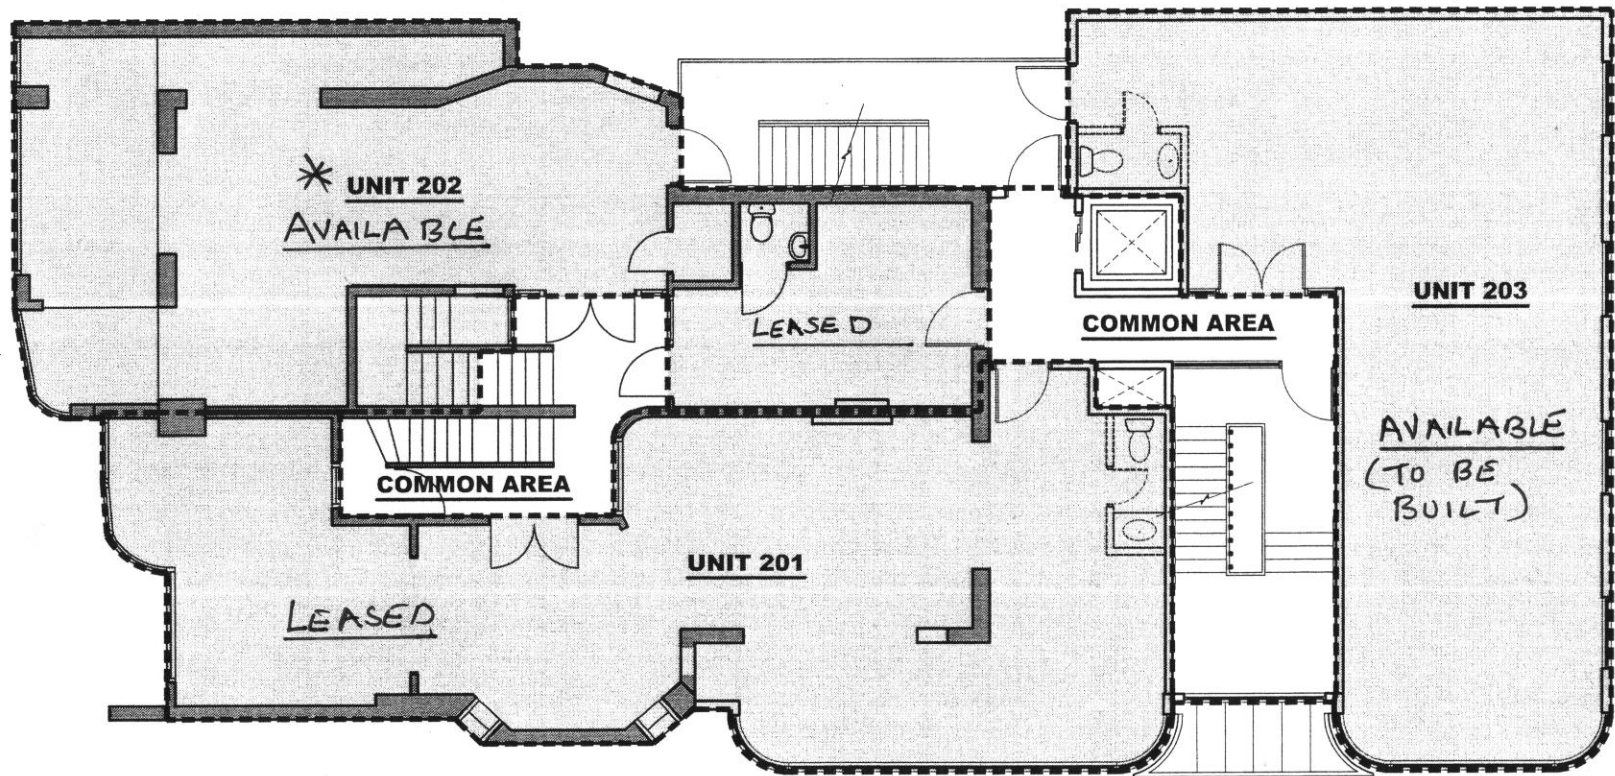 UNIT 202
AVAILABLE
LEASED
COMMON AREA
UNIT 203
AVAILABLE
(TO BE
BUILT)
COMMON AREA
UNIT 201
LEASED